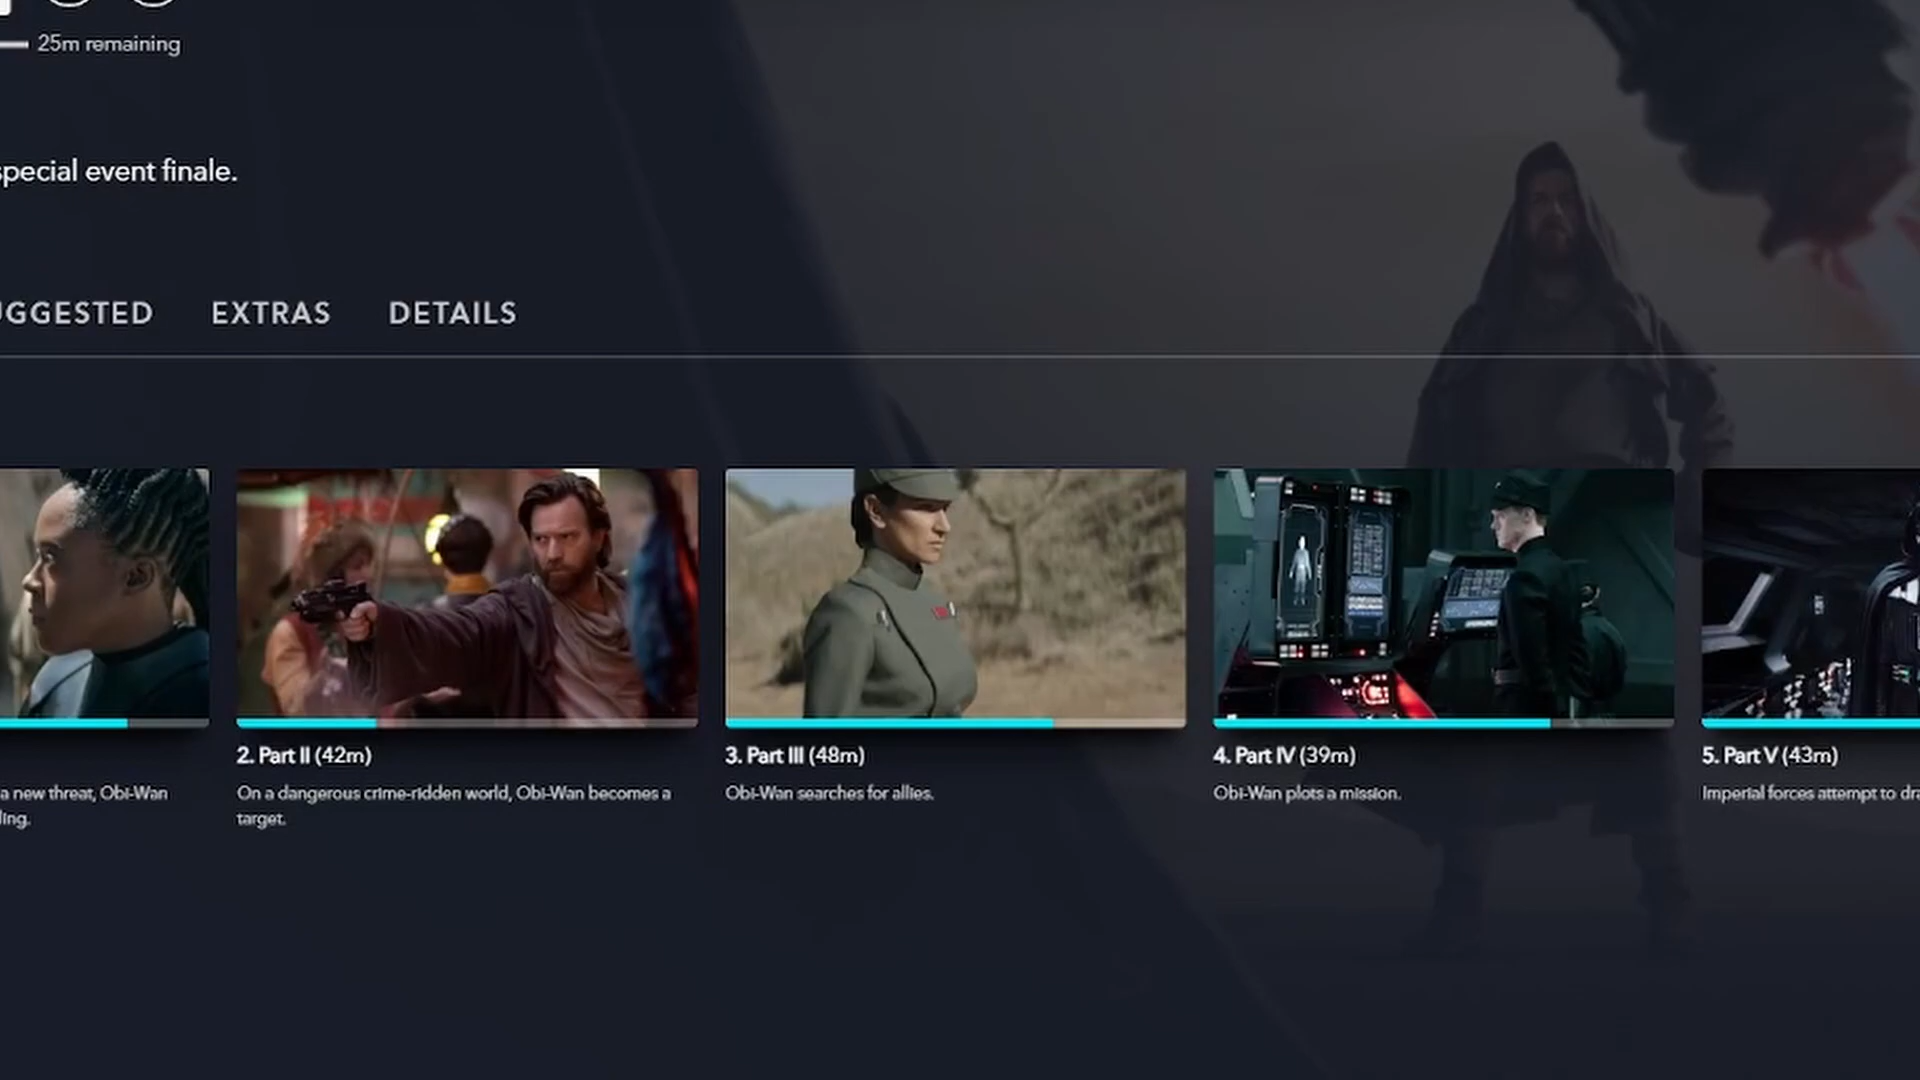 25m remaining
special event finale.
UGGESTED EXTRAS DETAILS
2. Part II (42m)
3. Part III (48m)
4. Part IV (39m)
5. Part V (43m)
a new threat, Obi-Wan
ling.
On a dangerous crime-ridden world, Obi-Wan becomes a
target.
Obi-Wan searches for allies.
Obi-Wan plots a mission.
Imperial forces attempt to dra